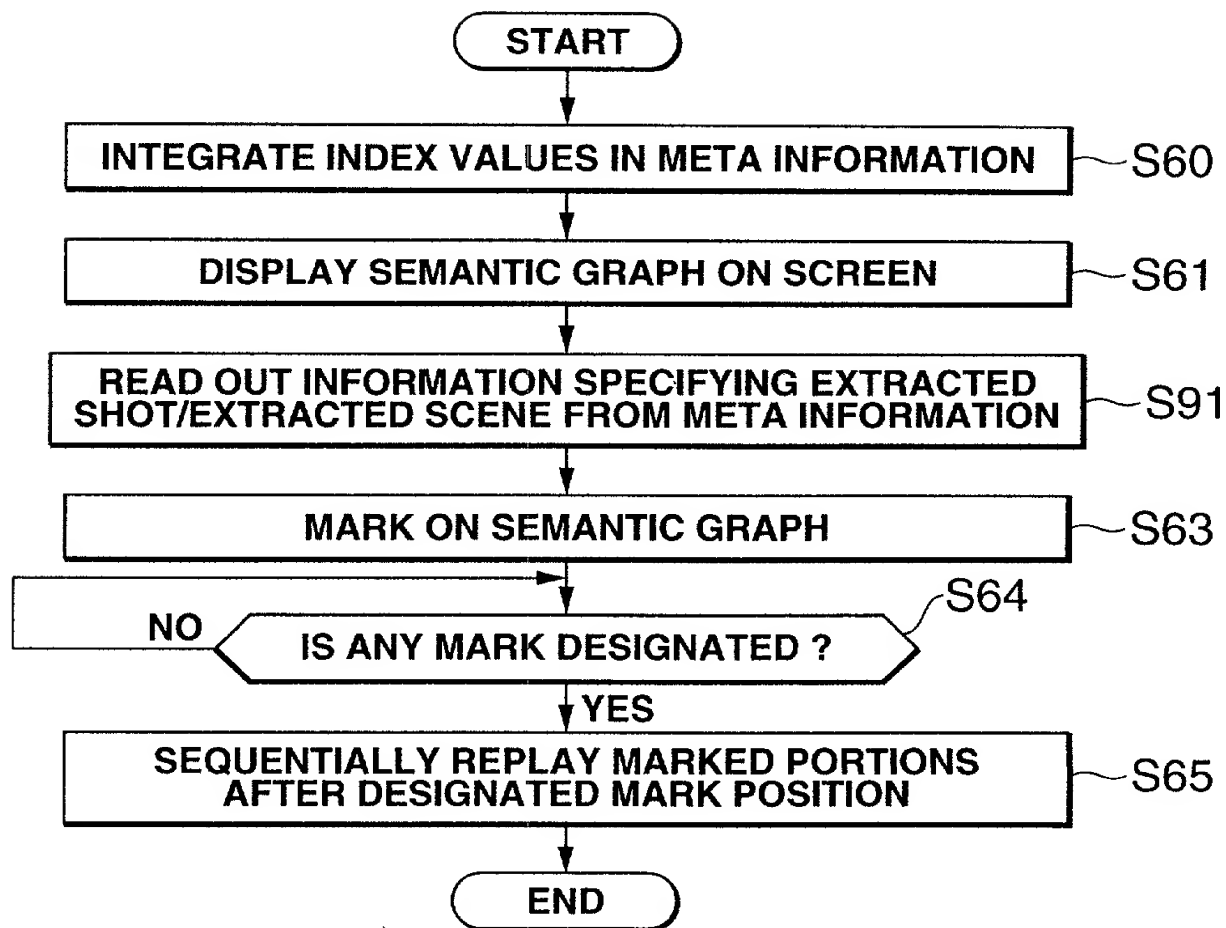 START
INTEGRATE INDEX VALUES IN META INFORMATION
S60
DISPLAY SEMANTIC GRAPH ON SCREEN
S61
READ OUT INFORMATION SPECIFYING EXTRACTED
SHOT/EXTRACTED SCENE FROM META INFORMATION
S91
MARK ON SEMANTIC GRAPH
S63
S64
NO
IS ANY MARK DESIGNATED ?
YES
SEQUENTIALLY REPLAY MARKED PORTIONS
AFTER DESIGNATED MARK POSITION
S65
END